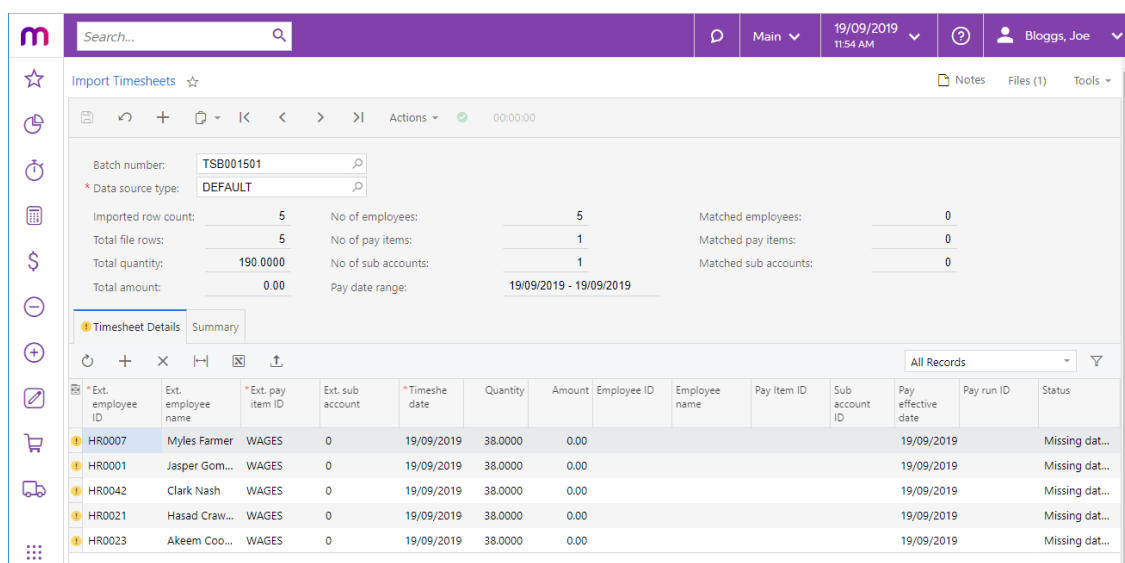 m Search... Main 19/09/2019 Bloggs, Joe
11:54 AM
Import Timesheets Notes Files (1) Tools
Actions 00:00:00
Batch number: TSB001501
* Data source type: DEFAULT
Imported row count: 5 No of employees: 5 Matched employees: 0
Total file rows: 5 No of pay items: 1 Matched pay items: 0
Total quantity: 190.0000 No of sub accounts: 1 Matched sub accounts: 0
Total amount: 0.00 Pay date range: 19/09/2019 - 19/09/2019
Timesheet Details Summary
All Records
*Ext. Ext. *Ext. pay Ext. sub *Timeshe Quantity Amount Employee ID Employee Pay Item ID Sub Pay Pay run ID Status
employee employee item ID account date name account effective
ID name ID date
HR0007 Myles Farmer WAGES 0 19/09/2019 38.0000 0.00 19/09/2019 Missing dat...
HR0001 Jasper Gom... WAGES 0 19/09/2019 38.0000 0.00 19/09/2019 Missing dat...
HR0042 Clark Nash WAGES 0 19/09/2019 38.0000 0.00 19/09/2019 Missing dat...
HR0021 Hasad Craw... WAGES 0 19/09/2019 38.0000 0.00 19/09/2019 Missing dat...
HR0023 Akeem Coo... WAGES 0 19/09/2019 38.0000 0.00 19/09/2019 Missing dat...